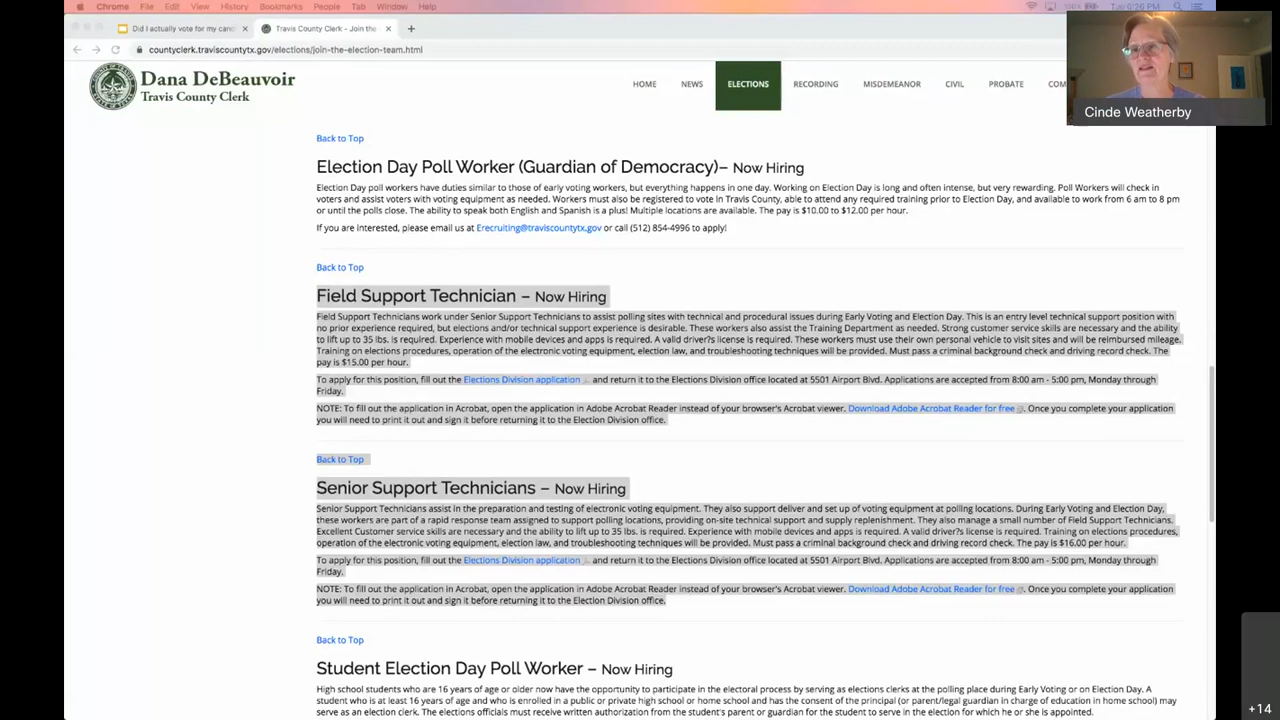 Chrome File Edit View History Bookmarks People Tab Window Help
Did I actually vote for my can
Travis County Clerk - Join the
countyclerk.traviscountytx.gov/elections/join-the-election-team.html
Cinde Weatherby
Dana DeBeauvoir
Travis County Clerk
HOME NEWS ELECTIONS RECORDING MISDEMEANOR CIVIL PROBATE COM
Back to Top
Election Day Poll Worker (Guardian of Democracy)– Now Hiring
Election Day poll workers have duties similar to those of early voting workers, but everything happens in one day. Working on Election Day is long and often intense, but very rewarding. Poll Workers will check in
voters and assist voters with voting equipment as needed. Workers must also be registered to vote in Travis County, able to attend any required training prior to Election Day, and available to work from 6 am to 8 pm
or until the polls close. The ability to speak both English and Spanish is a plus! Multiple locations are available. The pay is $10.00 to $12.00 per hour.
If you are interested, please email us at Erecruiting@traviscountytx.gov or call (512) 854-4996 to apply!
Back to Top
Field Support Technician – Now Hiring
Field Support Technicians work under Senior Support Technicians to assist polling sites with technical and procedural issues during Early Voting and Election Day. This is an entry level technical support position with
no prior experience required, but elections and/or technical support experience is desirable. These workers also assist the Training Department as needed. Strong customer service skills are necessary and the ability
to lift up to 35 lbs. is required. Experience with mobile devices and apps is required. A valid driver?s license is required. These workers must use their own personal vehicle to visit sites and will be reimbursed mileage.
Training on elections procedures, operation of the electronic voting equipment, election law, and troubleshooting techniques will be provided. Must pass a criminal background check and driving record check. The
pay is $15.00 per hour.
To apply for this position, fill out the Elections Division application and return it to the Elections Division office located at 5501 Airport Blvd. Applications are accepted from 8:00 am - 5:00 pm, Monday through
Friday.
NOTE: To fill out the application in Acrobat, open the application in Adobe Acrobat Reader instead of your browser's Acrobat viewer. Download Adobe Acrobat Reader for free . Once you complete your application
you will need to print it out and sign it before returning it to the Election Division office.
Back to Top
Senior Support Technicians – Now Hiring
Senior Support Technicians assist in the preparation and testing of electronic voting equipment. They also support deliver and set up of voting equipment at polling locations. During Early Voting and Election Day,
these workers are part of a rapid response team assigned to support polling locations, providing on-site technical support and supply replenishment. They also manage a small number of Field Support Technicians.
Excellent Customer service skills are necessary and the ability to lift up to 35 lbs. is required. Experience with mobile devices and apps is required. A valid driver?s license is required. Training on elections procedures,
operation of the electronic voting equipment, election law, and troubleshooting techniques will be provided. Must pass a criminal background check and driving record check. The pay is $16.00 per hour.
To apply for this position, fill out the Elections Division application and return it to the Elections Division office located at 5501 Airport Blvd. Applications are accepted from 8:00 am - 5:00 pm, Monday through
Friday.
NOTE: To fill out the application in Acrobat, open the application in Adobe Acrobat Reader instead of your browser's Acrobat viewer. Download Adobe Acrobat Reader for free . Once you complete your application
you will need to print it out and sign it before returning it to the Election Division office.
Back to Top
Student Election Day Poll Worker – Now Hiring
High school students who are 16 years of age or older now have the opportunity to participate in the electoral process by serving as elections clerks at the polling place during Early Voting or on Election Day. A
student who is at least 16 years of age and who is enrolled in a public or private high school or home school and has the consent of the principal (or parent/legal guardian in charge of education in home school) may
serve as an election clerk. The elections officials must receive written authorization from the student's parent or guardian for the student to serve in the election for which he or she is appointed.
+14